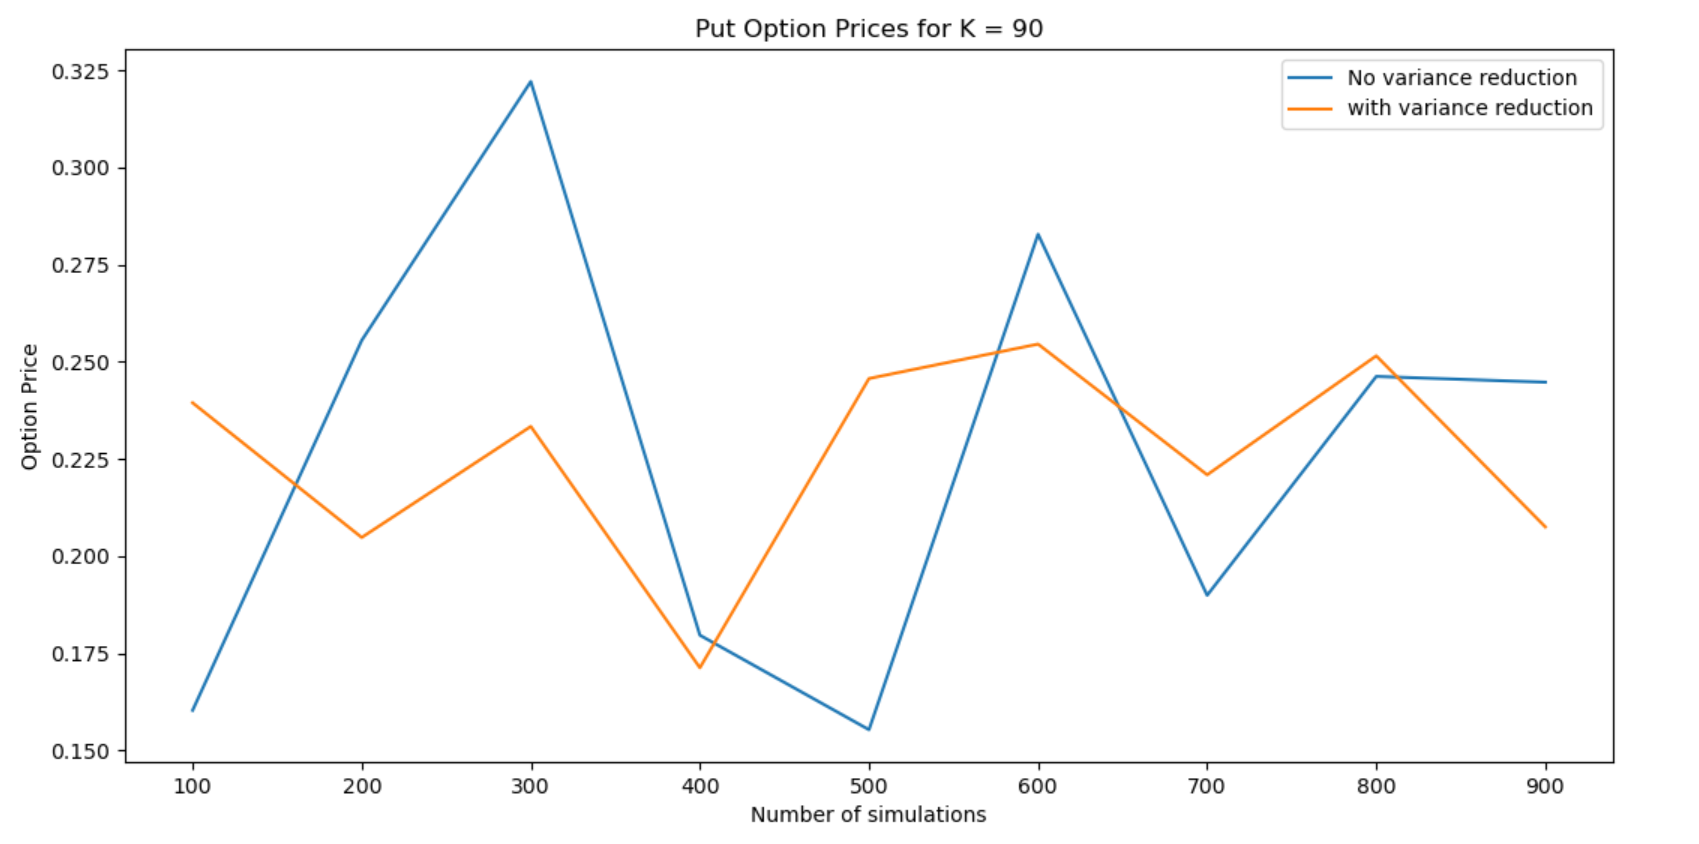 Put Option Prices for K = 90
No variance reduction
with variance reduction
Option Price
0.325
0.300
0.275
0.250
0.225
0.200
0.175
0.150
100 200 300 400 500 600 700 800 900
Number of simulations